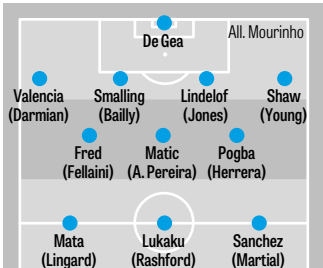 De Gea
All. Mourinho
Valencia
(Darmian)
Smalling
(Bailly)
Lindelof
(Jones)
Shaw
(Young)
Fred
(Fellaini)
Matic
(A. Pereira)
Pogba
(Herrera)
Mata
(Lingard)
Lukaku
(Rashford)
Sanchez
(Martial)